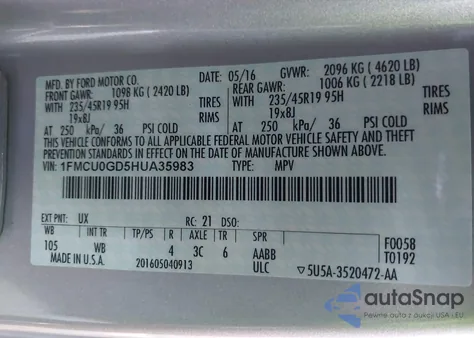 MFD. BY FORD MOTOR CO.
DATE: 05/16 GVWR: 2096 KG ( 4620 LB)
FRONT GAWR: 1098 KG ( 2420 LB) REAR GAWR: 1006 KG ( 2218 LB)
WITH 235/45R19 95H TIRES WITH 235/45R19 95H TIRES
19x8J RIMS 19x8J RIMS
AT 250 kPa/ 36 PSI COLD AT 250 kPa/ 36 PSI COLD
THIS VEHICLE CONFORMS TO ALL APPLICABLE FEDERAL MOTOR VEHICLE SAFETY
AND THEFT PREVENTION STANDARDS IN EFFECT ON THE DATE OF MANUFACTURE SHOWN ABOVE.
VIN: 1FMCU0GD5HUA35983 TYPE: MPV
EXT PNT: UX RC: 21 DSO:
WB INT TR TP/PS R AXLE TR SPR F0058
105 WB 4 3C 6 AABB T0192
MADE IN U.S.A. 201605040913 ULC ▽5U5A-3520472-AA
autoSnap
Pewne auto z USA i EU